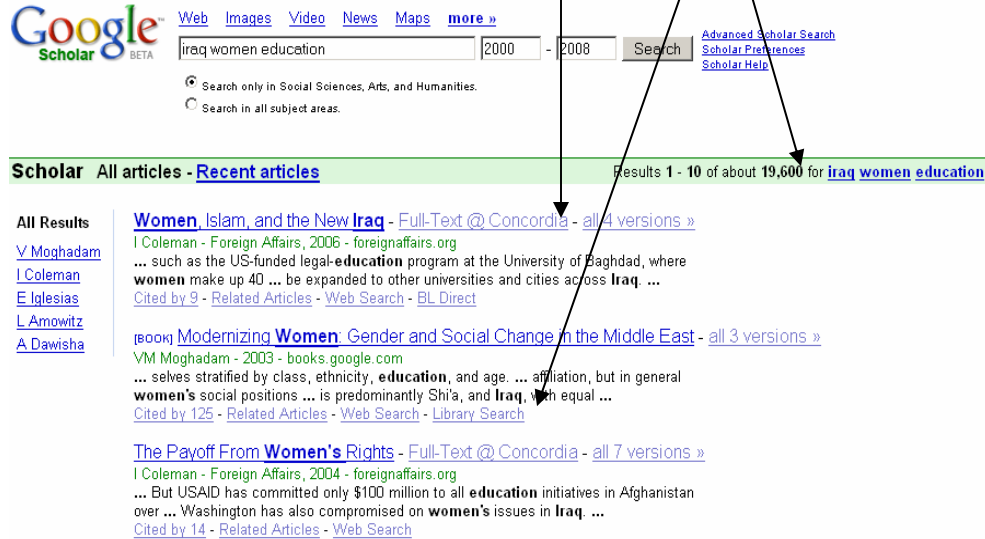 Google
Scholar BETA
Web Images Video News Maps more »
iraq women education 2000 - 2008 Search
Advanced Scholar Search
Scholar Preferences
Scholar Help
Search only in Social Sciences, Arts, and Humanities.
Search in all subject areas.
Scholar All articles - Recent articles Results 1 - 10 of about 19,600 for iraq women education
All Results
V Moghadam
I Coleman
E Iglesias
L Amowitz
A Dawisha
Women, Islam, and the New Iraq - Full-Text @ Concordia - all 4 versions »
I Coleman - Foreign Affairs, 2006 - foreignaffairs.org
... such as the US-funded legal-education program at the University of Baghdad, where
women make up 40 ... be expanded to other universities and cities across Iraq. ...
Cited by 9 - Related Articles - Web Search - BL Direct
[BOOK] Modernizing Women: Gender and Social Change in the Middle East - all 3 versions »
VM Moghadam - 2003 - books.google.com
... selves stratified by class, ethnicity, education, and age. ... affiliation, but in general
women's social positions ... is predominantly Shi'a, and Iraq, with equal ...
Cited by 125 - Related Articles - Web Search - Library Search
The Payoff From Women's Rights - Full-Text @ Concordia - all 7 versions »
I Coleman - Foreign Affairs, 2004 - foreignaffairs.org
... But USAID has committed only $100 million to all education initiatives in Afghanistan
over ... Washington has also compromised on women's issues in Iraq. ...
Cited by 14 - Related Articles - Web Search